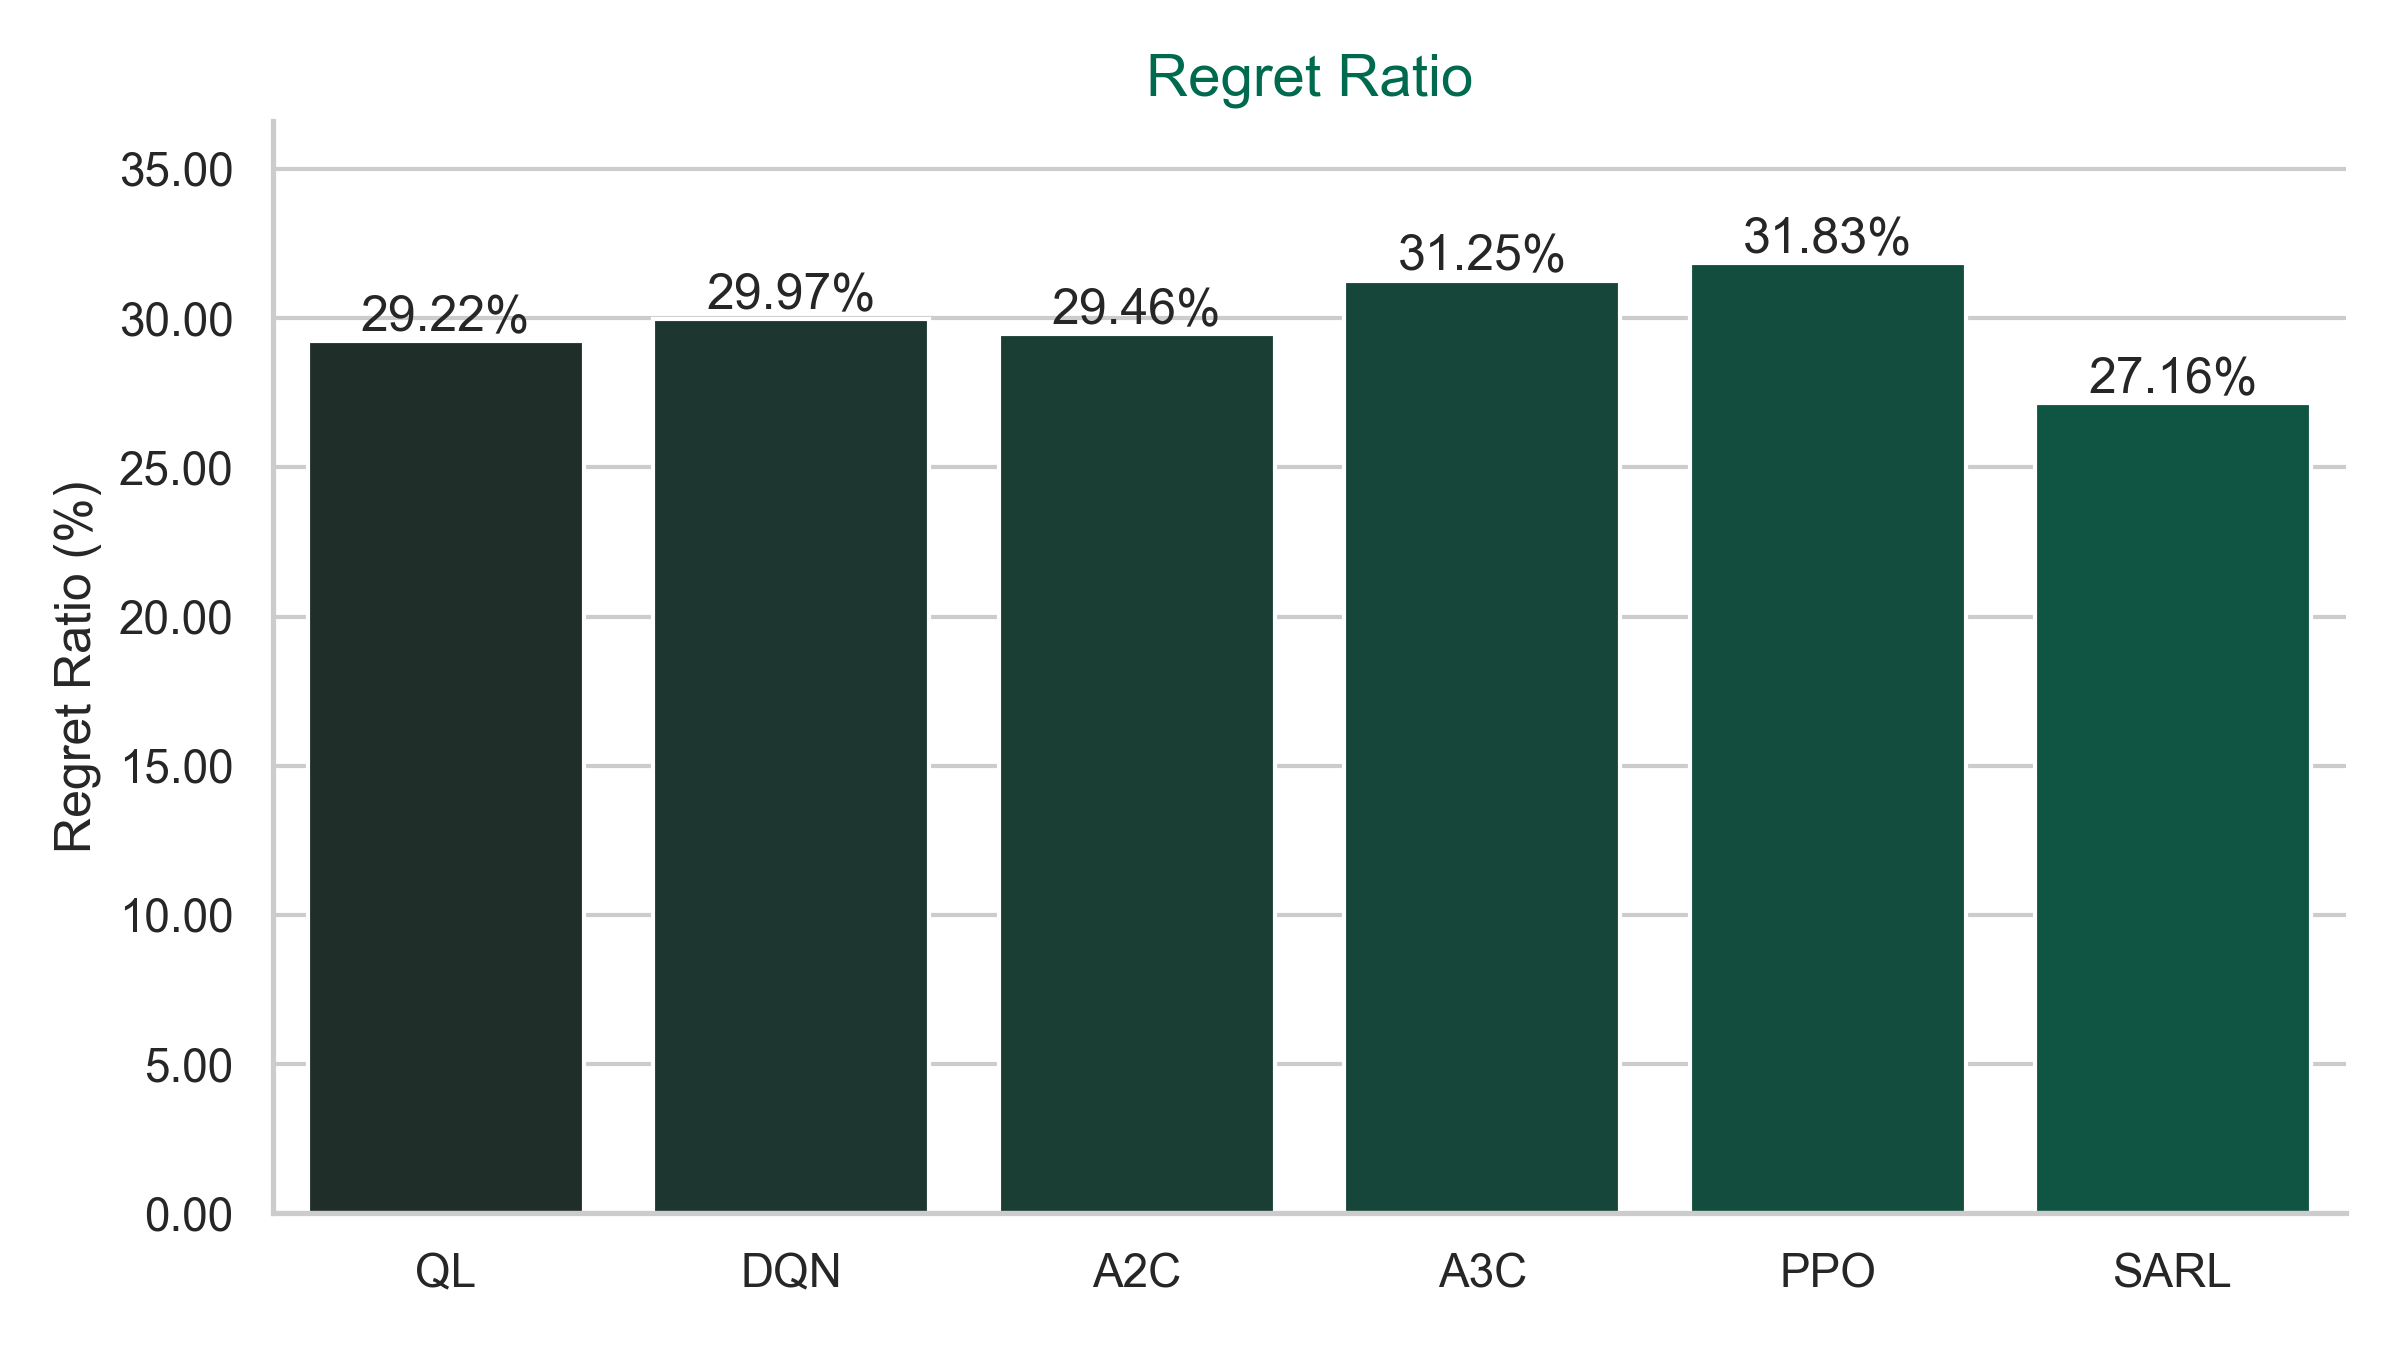 Regret Ratio
Regret Ratio (%)
35.00
30.00
25.00
20.00
15.00
10.00
5.00
0.00
29.22%
29.97%
29.46%
31.25%
31.83%
27.16%
QL
DQN
A2C
A3C
PPO
SARL